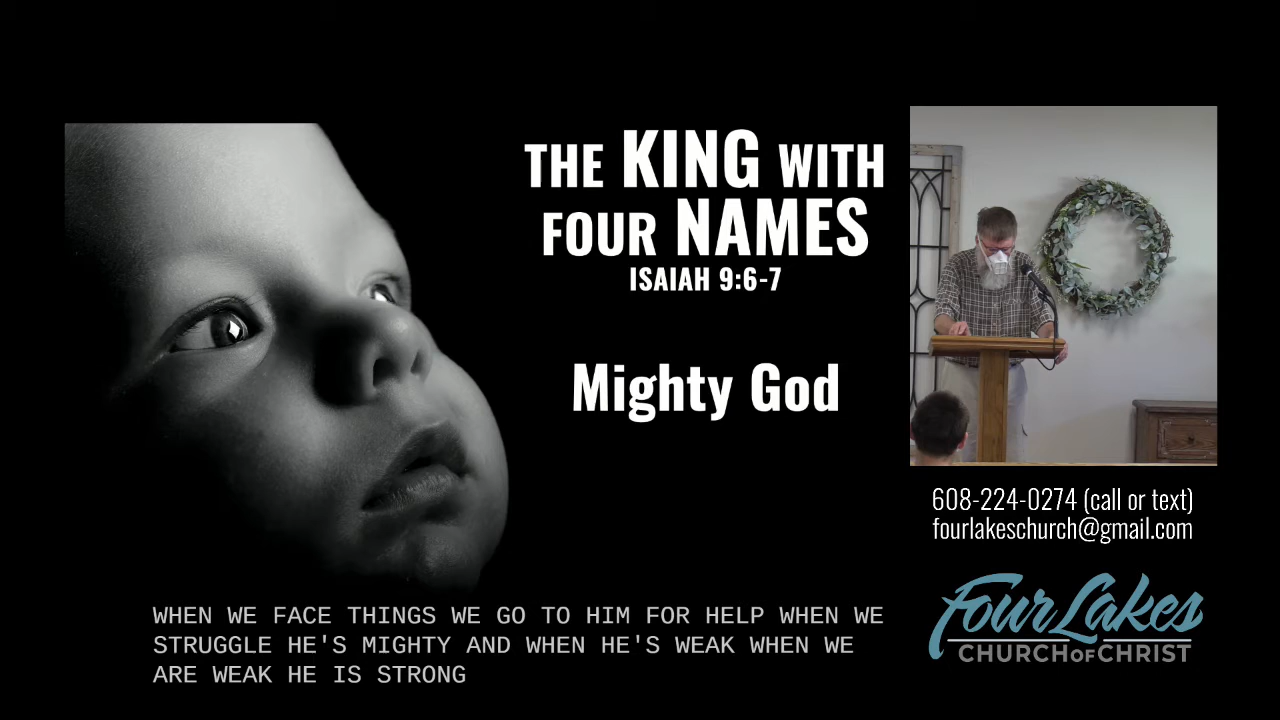 THE KING WITH
FOUR NAMES
ISAIAH 9:6-7
Mighty God
608-224-0274 (call or text)
fourlakeschurch@gmail.com
Four Lakes
CHURCH OF CHRIST
WHEN WE FACE THINGS WE GO TO HIM FOR HELP WHEN WE
STRUGGLE HE'S MIGHTY AND WHEN HE'S WEAK WHEN WE
ARE WEAK HE IS STRONG